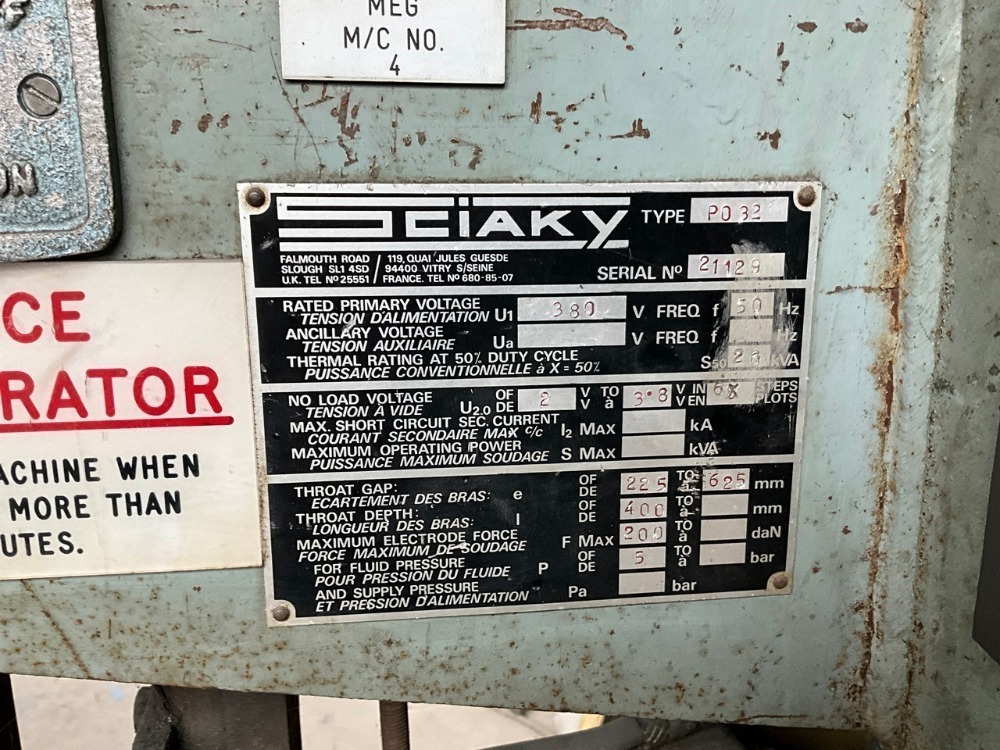 MEG
M/C NO.
4
ON
CE
RATOR
ACHINE WHEN
MORE THAN
UTES.
SCIAKY TYPE PO 32
FALMOUTH ROAD / 119, QUAI JULES GUESDE
SLOUGH SL1 4SD / 94400 VITRY S/SEINE
U.K. TEL Nº 25551 / FRANCE. TEL Nº 680-85-07
SERIAL Nº 21129
RATED PRIMARY VOLTAGE
TENSION D'ALIMENTATION U1 380 V FREQ f 50 Hz
ANCILLARY VOLTAGE
TENSION AUXILIAIRE Ua V FREQ f Hz
THERMAL RATING AT 50% DUTY CYCLE
PUISSANCE CONVENTIONNELLE à X = 50% S50 kVA
NO LOAD VOLTAGE OF 2 V TO 3.8 V IN STEPS
TENSION À VIDE U2.0 DE V à V EN PLOTS
MAX. SHORT CIRCUIT SEC. CURRENT
COURANT SECONDAIRE MAX c/c I2 MAX kA
MAXIMUM OPERATING POWER
PUISSANCE MAXIMUM SOUDAGE S MAX kVA
THROAT GAP: OF 225 TO 625 mm
ECARTEMENT DES BRAS: e DE à
THROAT DEPTH: OF 400 TO mm
LONGUEUR DES BRAS: l DE à
MAXIMUM ELECTRODE FORCE
FORCE MAXIMUM DE SOUDAGE F MAX 200 TO à daN
FOR FLUID PRESSURE OF 5 TO bar
POUR PRESSION DU FLUIDE P DE à
AND SUPPLY PRESSURE
ET PRESSION D'ALIMENTATION Pa bar